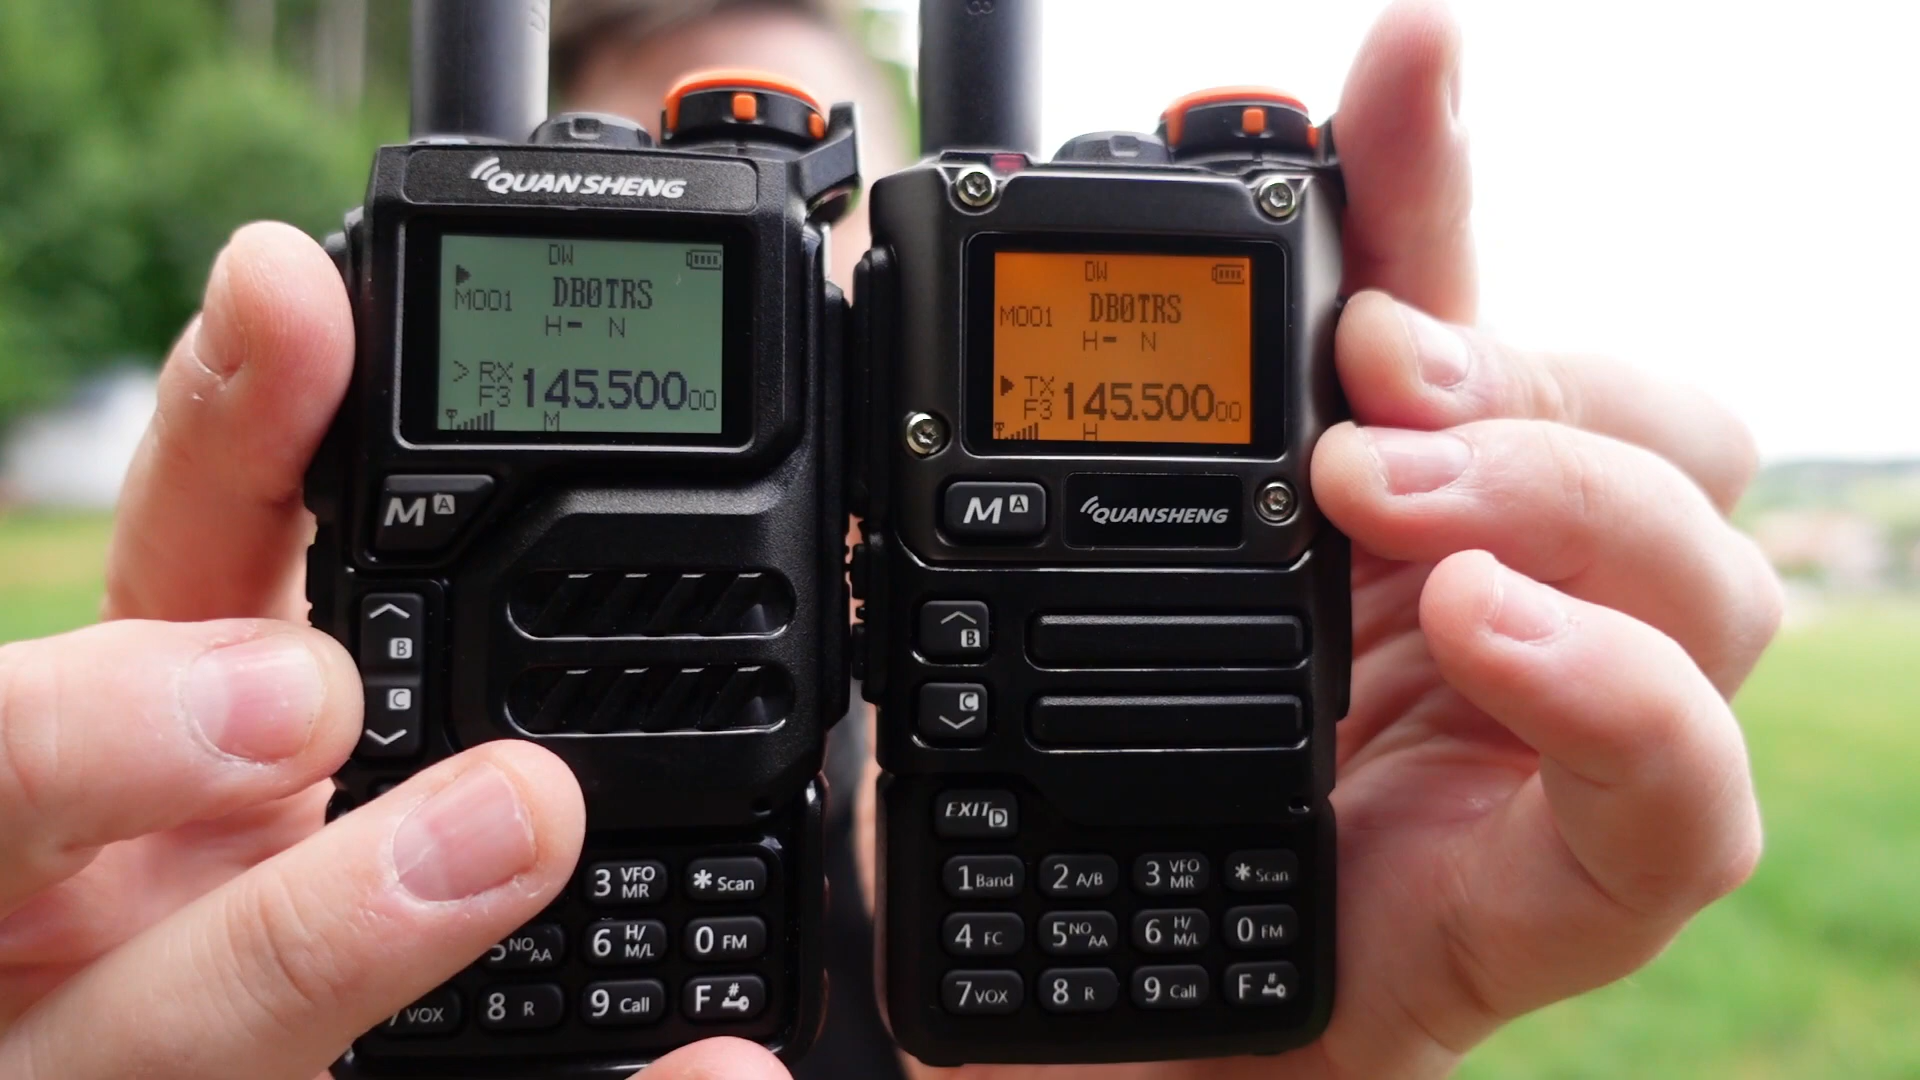 QUANSHENG
DW
M001 DB0TRS
H- N
> RX
F3 145.50000
M
M A
B
C
3 VFO MR
* Scan
5 NO AA
6 H/ M/L
0 FM
7 VOX
8 R
9 Call
F #
DW
M001 DB0TRS
H- N
TX
F3 145.50000
H
M A
QUANSHENG
B
C
EXIT D
1 Band
2 A/B
3 VFO MR
* Scan
4 FC
5 NO AA
6 H/ M/L
0 FM
7 VOX
8 R
9 Call
F #